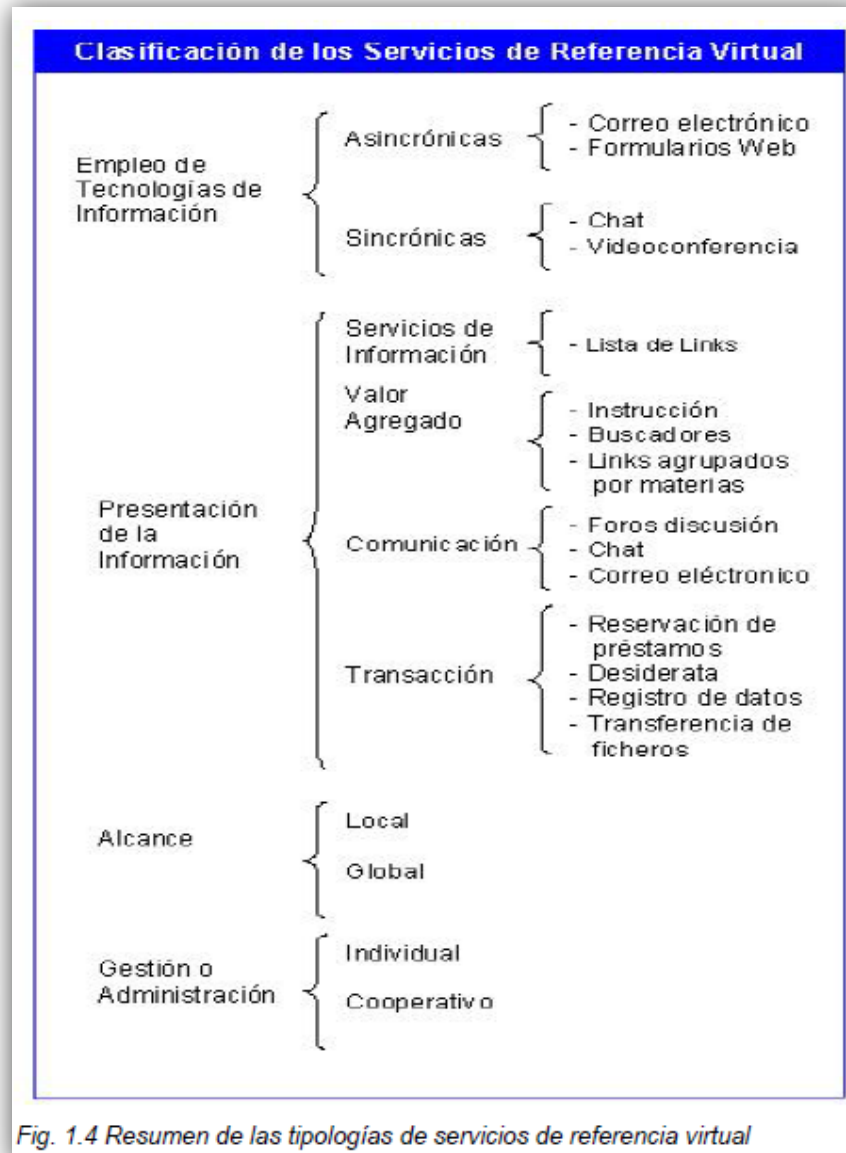 Clasificación de los Servicios de Referencia Virtual
Empleo de
Tecnologías de
Información
Asincrónicas
- Correo electrónico
- Formularios Web
Sincrónicas
- Chat
- Videoconferencia
Presentación
de la
Información
Servicios de
Información
- Lista de Links
Valor
Agregado
- Instrucción
- Buscadores
- Links agrupados
por materias
Comunicación
- Foros discusión
- Chat
- Correo eléctronico
Transacción
- Reservación de
préstamos
- Desiderata
- Registro de datos
- Transferencia de
ficheros
Alcance
Local
Global
Gestión o
Administración
Individual
Cooperativo
Fig. 1.4 Resumen de las tipologías de servicios de referencia virtual